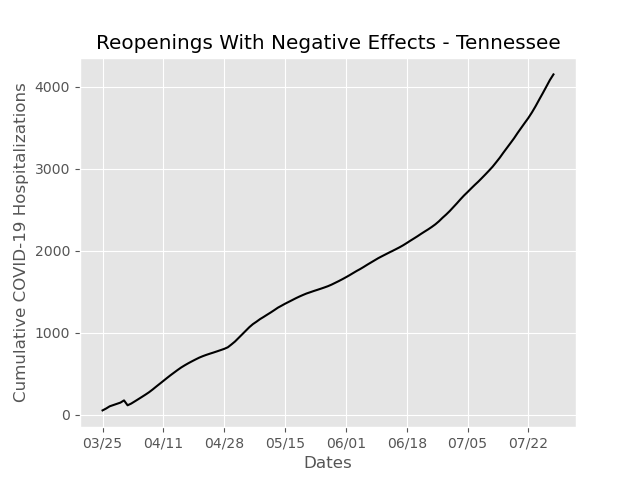 Reopenings With Negative Effects - Tennessee
Cumulative COVID-19 Hospitalizations
4000
3000
2000
1000
0
03/25 04/11 04/28 05/15 06/01 06/18 07/05 07/22
Dates